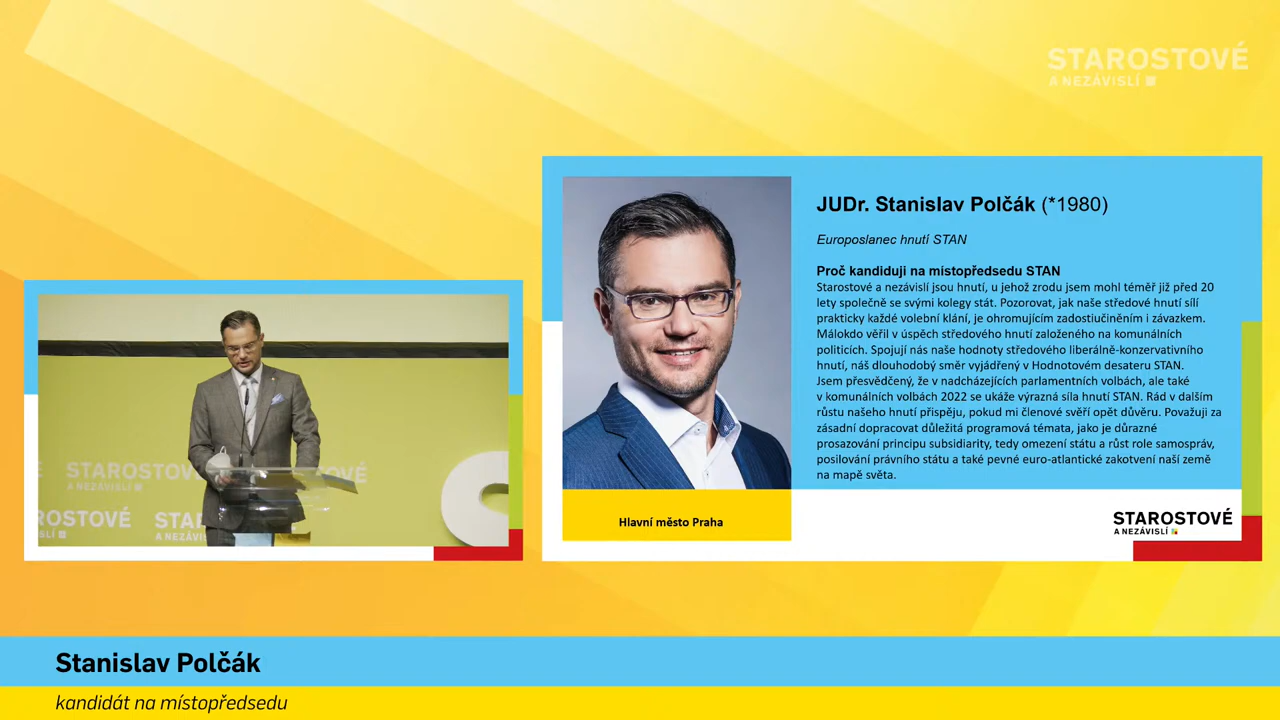 STAROSTOVÉ
A NEZÁVISLÍ
JUDr. Stanislav Polčák (*1980)
Europoslanec hnutí STAN
Proč kandiduji na místopředsedu STAN
Starostové a nezávislí jsou hnutí, u jehož zrodu jsem mohl téměř již před 20
lety společně se svými kolegy stát. Pozorovat, jak naše středové hnutí sílí
prakticky každé volební klání, je ohromujícím zadostiučiněním i závazkem.
Málokdo věřil v úspěch středového hnutí založeného na komunálních
politicích. Spojují nás naše hodnoty středového liberálně-konzervativního
hnutí, náš dlouhodobý směr vyjádřený v Hodnotovém desateru STAN.
Jsem přesvědčený, že v nadcházejících parlamentních volbách, ale také
v komunálních volbách 2022 se ukáže výrazná síla hnutí STAN. Rád v dalším
růstu našeho hnutí přispěju, pokud mi členové svěří opět důvěru. Považuji za
zásadní dopracovat důležitá programová témata, jako je důrazné
prosazování principu subsidiarity, tedy omezení státu a růst role samospráv,
posilování právního státu a také pevné euro-atlantické zakotvení naší země
na mapě světa.
Hlavní město Praha
STAROSTOVÉ
A NEZÁVISLÍ
STAROSTOVÉ
A NEZÁVISLÍ
OVÉ
ROSTOVÉ
SLÍ
STA
A NEZÁVI
Stanislav Polčák
kandidát na místopředsedu